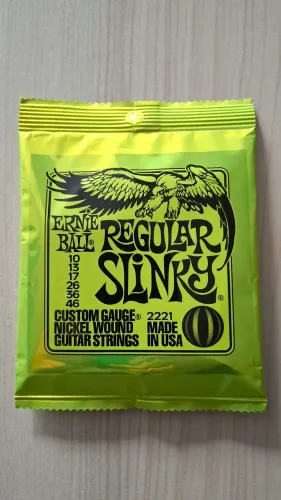 ERNIE
BALL®
REGULAR
SLINKY®
10
13
17
26
36
46
CUSTOM GAUGE®
NICKEL WOUND
GUITAR STRINGS
2221
MADE
IN USA